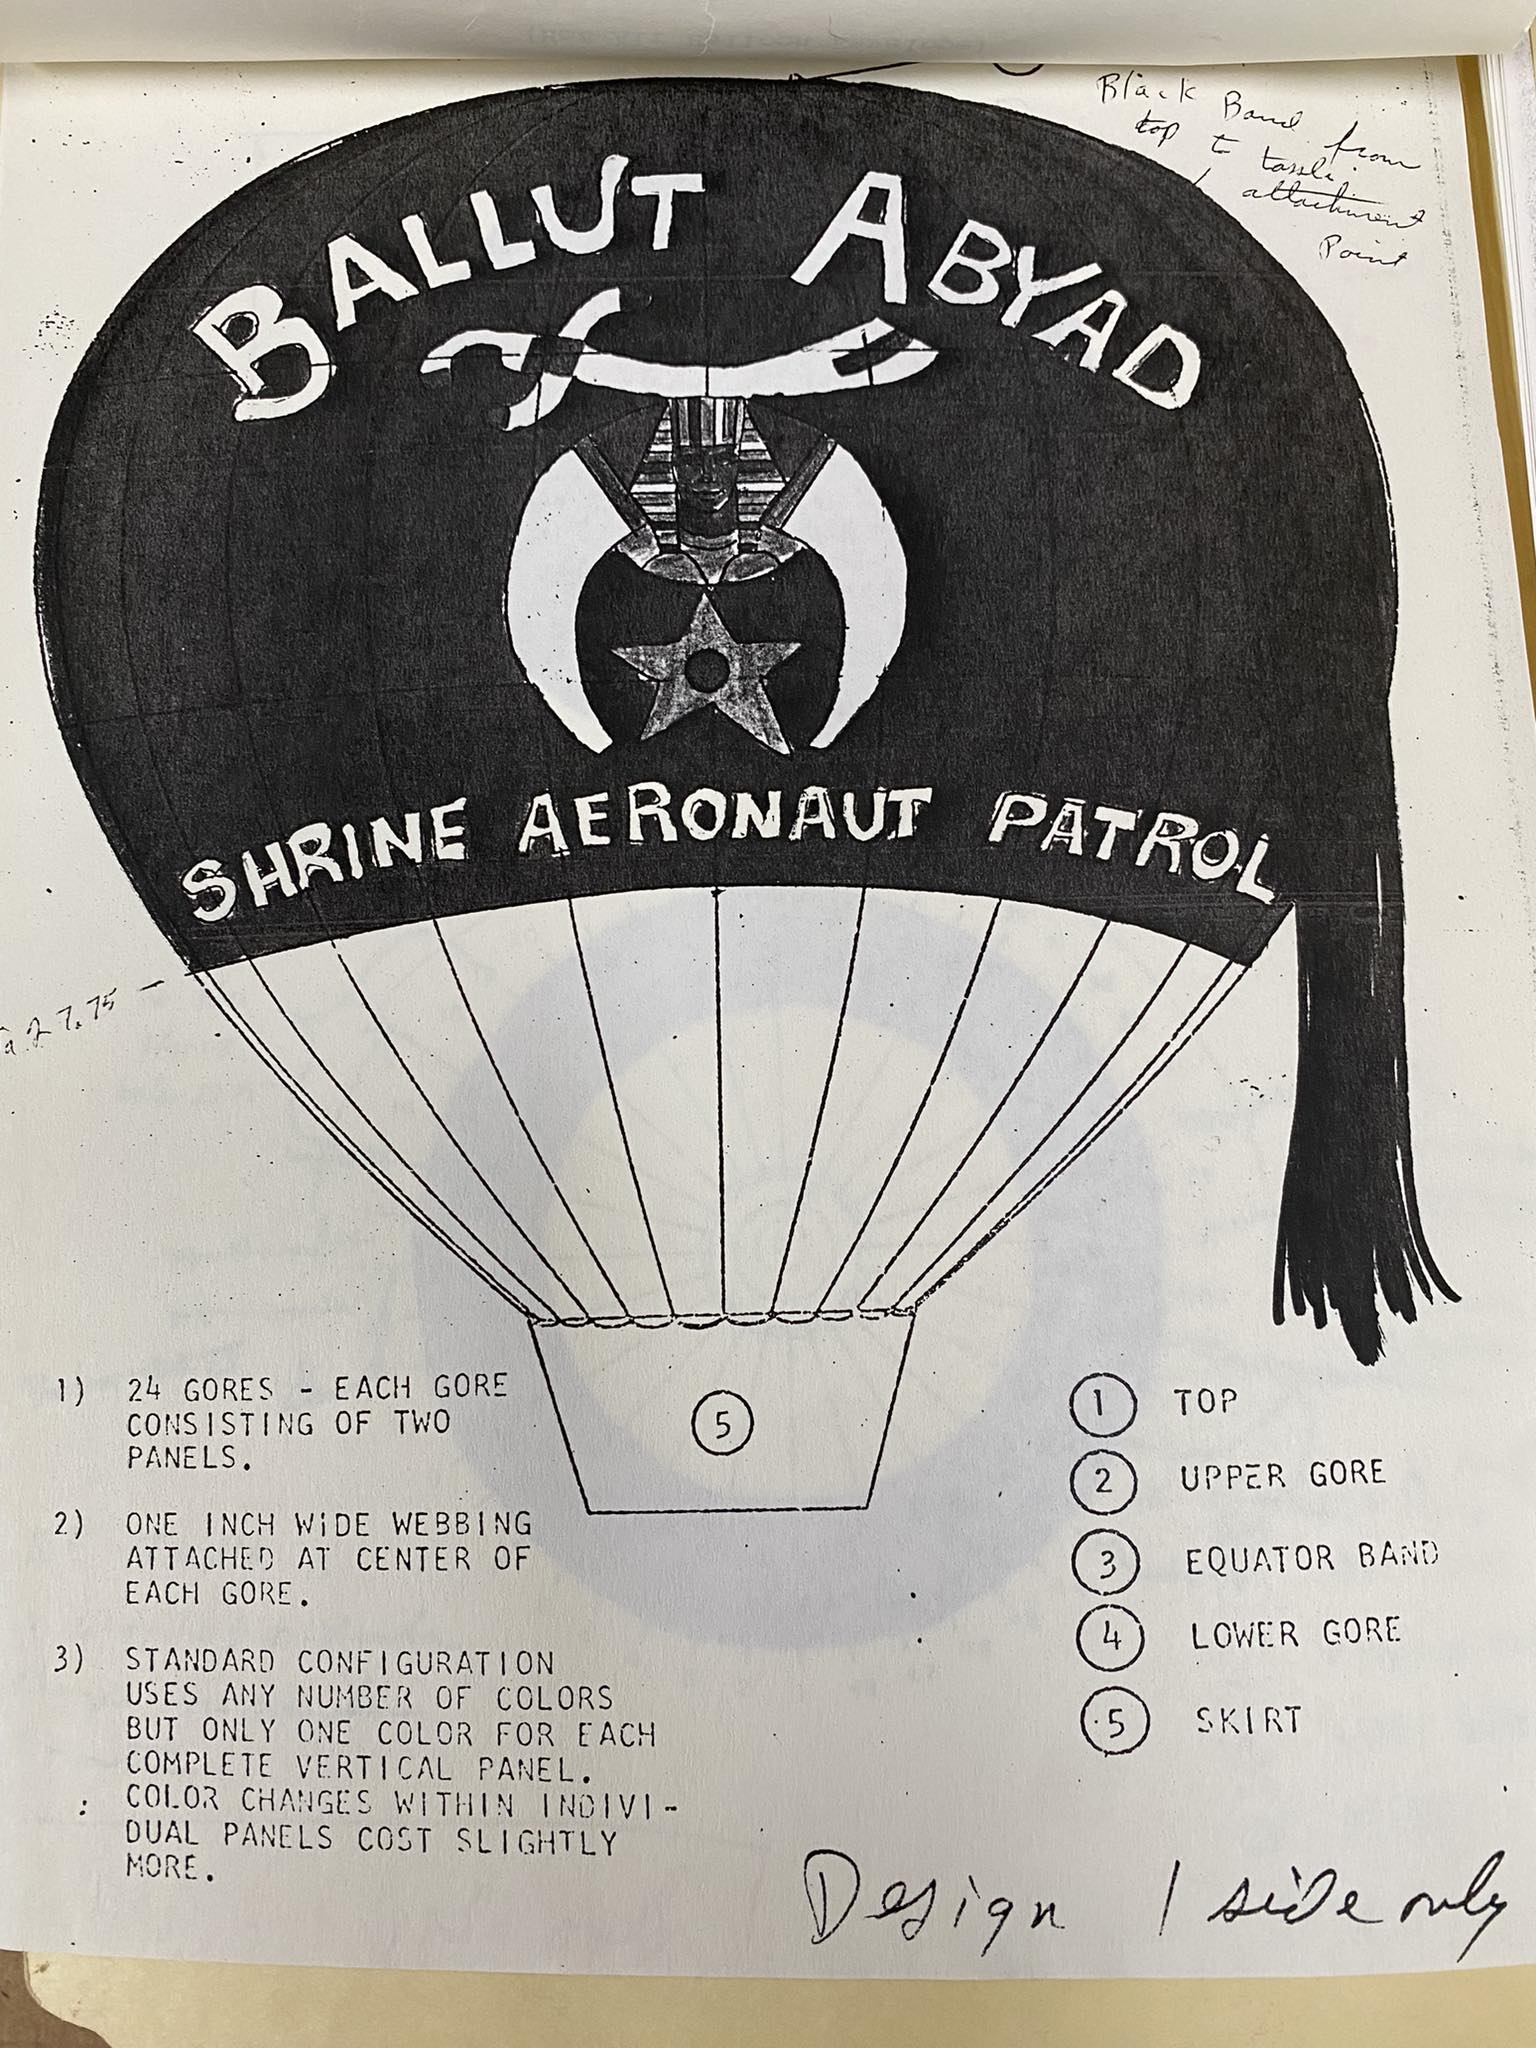 Black Band from
top to tassle
attachment
Point
BALLUT ABYAD
SHRINE AERONAUT PATROL
27.75 —
1) 24 GORES - EACH GORE
CONSISTING OF TWO
PANELS.
2) ONE INCH WIDE WEBBING
ATTACHED AT CENTER OF
EACH GORE.
3) STANDARD CONFIGURATION
USES ANY NUMBER OF COLORS
BUT ONLY ONE COLOR FOR EACH
COMPLETE VERTICAL PANEL.
COLOR CHANGES WITHIN INDIVI-
DUAL PANELS COST SLIGHTLY
MORE.
5
1 TOP
2 UPPER GORE
3 EQUATOR BAND
4 LOWER GORE
5 SKIRT
Design 1 side only